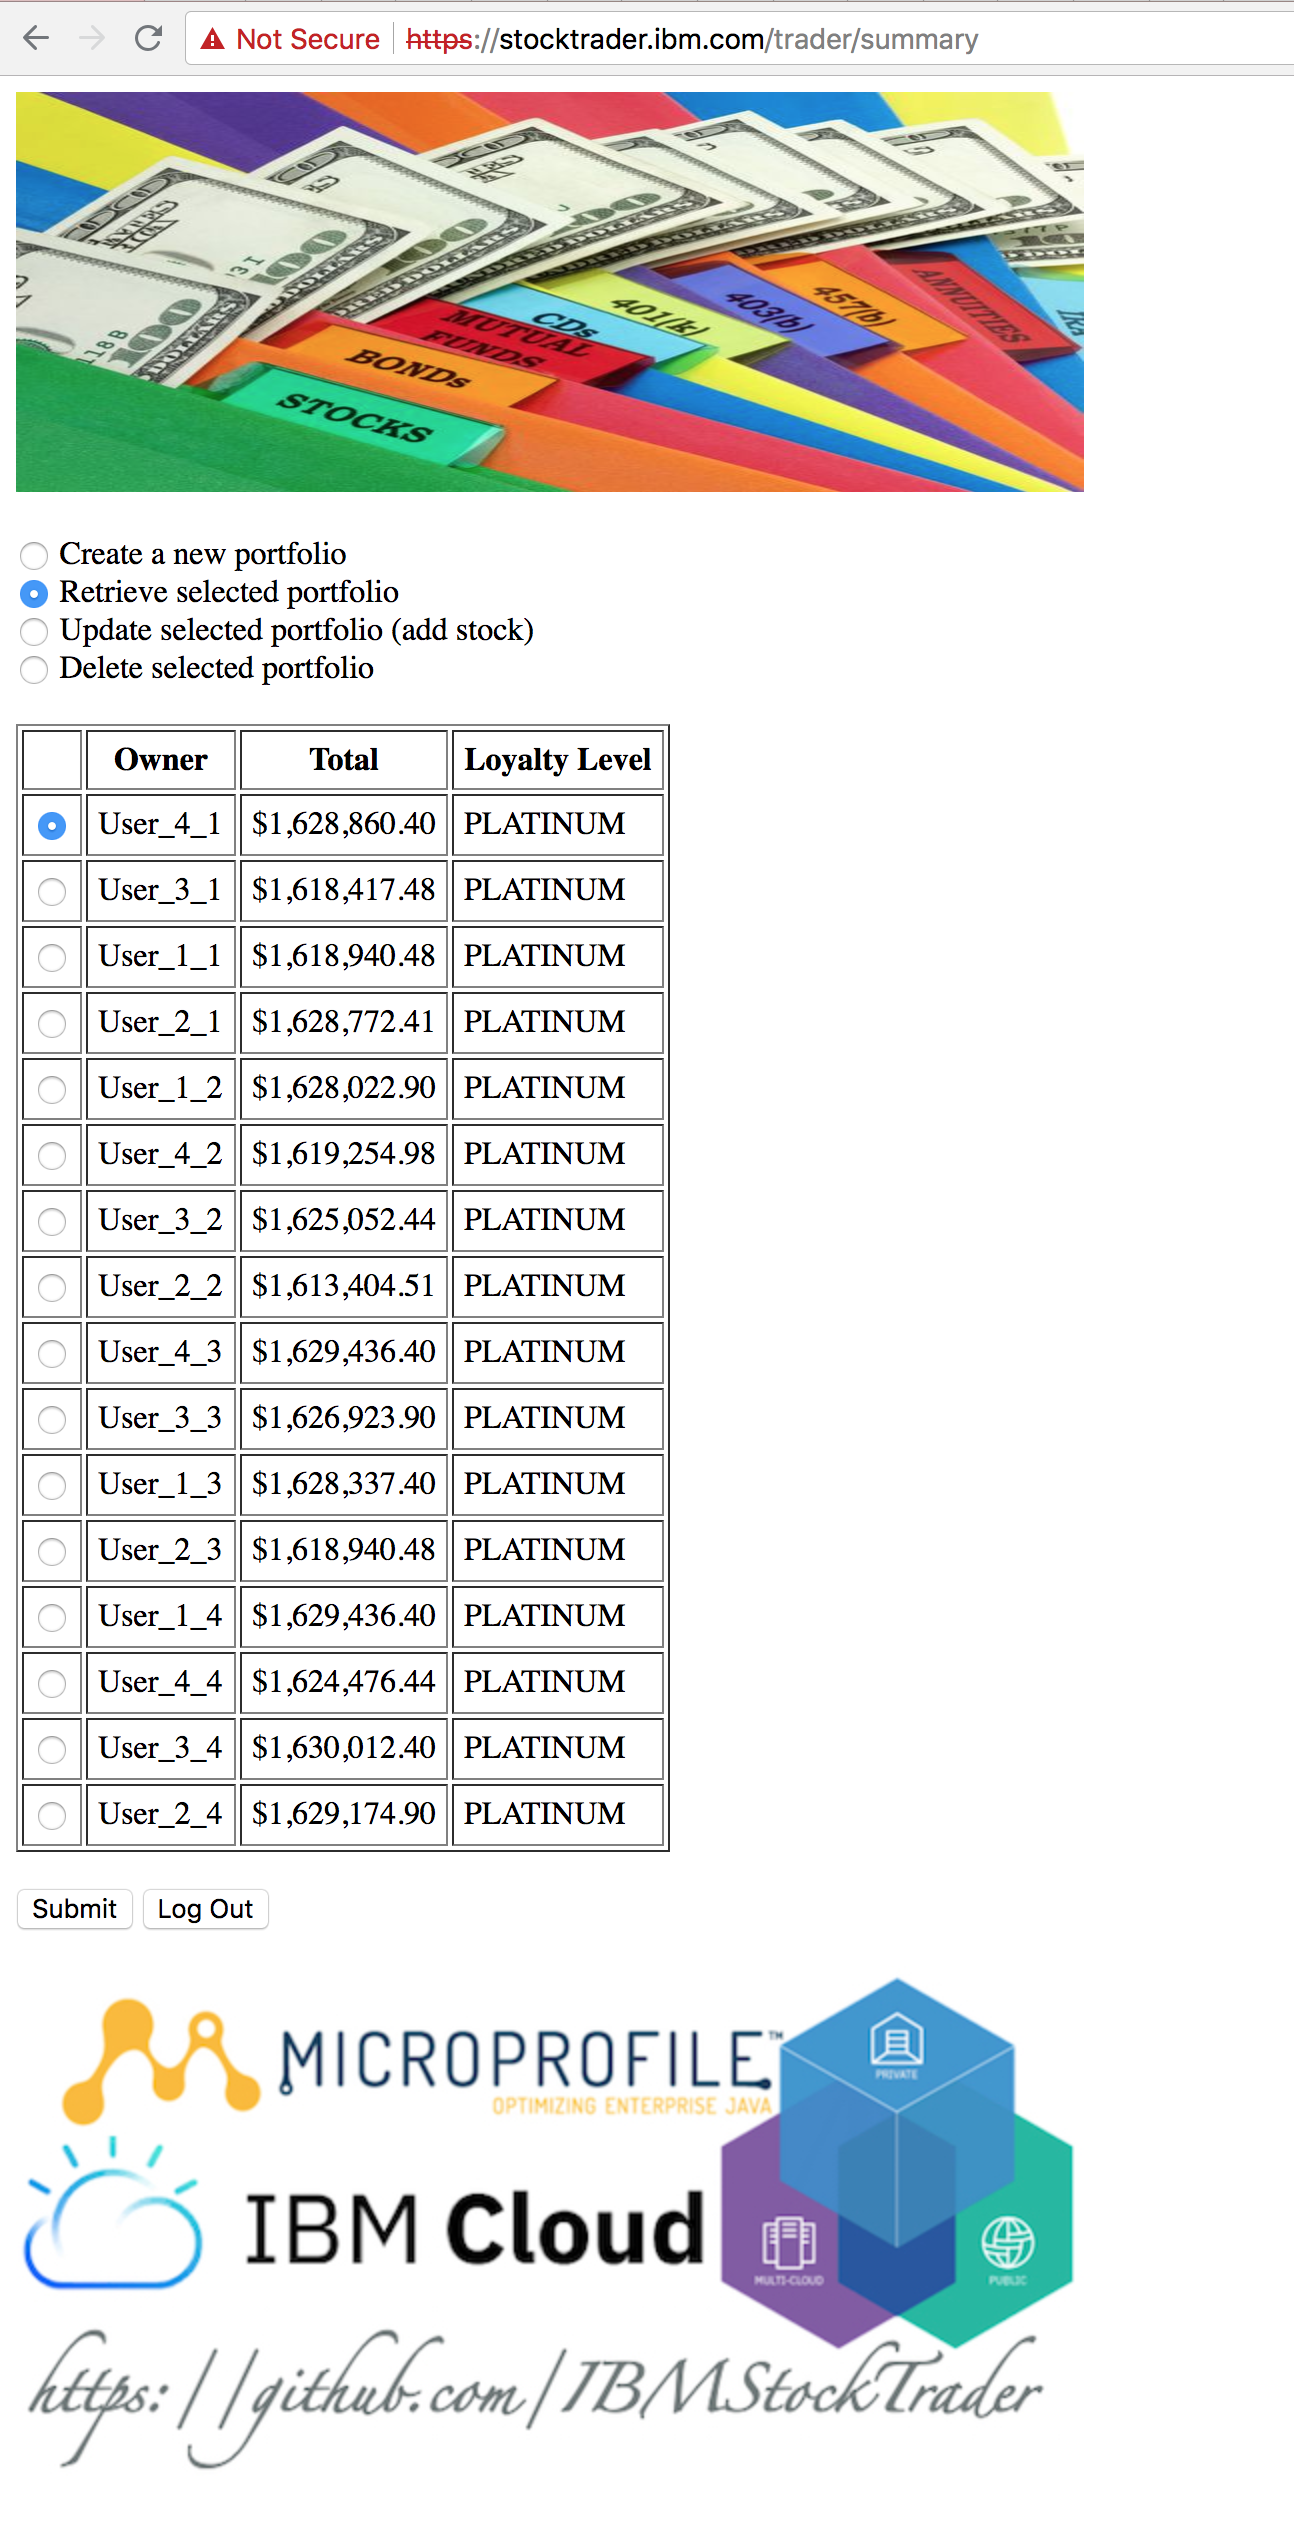 Not Secure https://stocktrader.ibm.com/trader/summary
100
118B
100
31
100
ANNUITIES
457(b)
403(b)
401(k)
CDs
MUTUAL
FUNDS
BONDs
STOCKS
Create a new portfolio
Retrieve selected portfolio
Update selected portfolio (add stock)
Delete selected portfolio
Owner Total Loyalty Level
User_4_1 $1,628,860.40 PLATINUM
User_3_1 $1,618,417.48 PLATINUM
User_1_1 $1,618,940.48 PLATINUM
User_2_1 $1,628,772.41 PLATINUM
User_1_2 $1,628,022.90 PLATINUM
User_4_2 $1,619,254.98 PLATINUM
User_3_2 $1,625,052.44 PLATINUM
User_2_2 $1,613,404.51 PLATINUM
User_4_3 $1,629,436.40 PLATINUM
User_3_3 $1,626,923.90 PLATINUM
User_1_3 $1,628,337.40 PLATINUM
User_2_3 $1,618,940.48 PLATINUM
User_1_4 $1,629,436.40 PLATINUM
User_4_4 $1,624,476.44 PLATINUM
User_3_4 $1,630,012.40 PLATINUM
User_2_4 $1,629,174.90 PLATINUM
Submit Log Out
MICROPROFILE™
OPTIMIZING ENTERPRISE JAVA
PRIVATE
IBM Cloud
MULTI-CLOUD
PUBLIC
https://github.com/IBMStockTrader